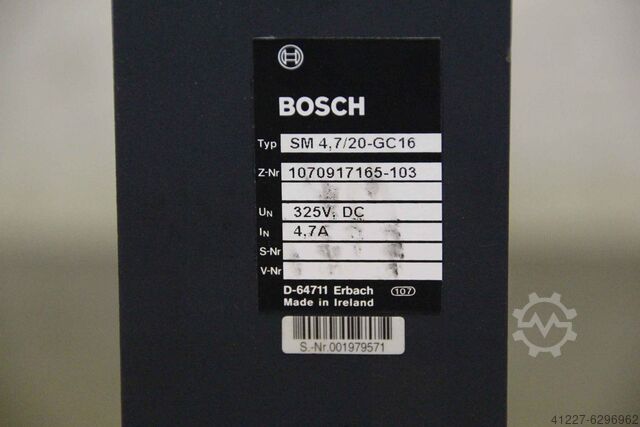 BOSCH
Typ SM 4,7/20-GC16
Z-Nr 1070917165-103
UN 325V, DC
IN 4,7A
S-Nr
V-Nr
D-64711 Erbach 107
Made in Ireland
S.-Nr.001979571
41227-6296962